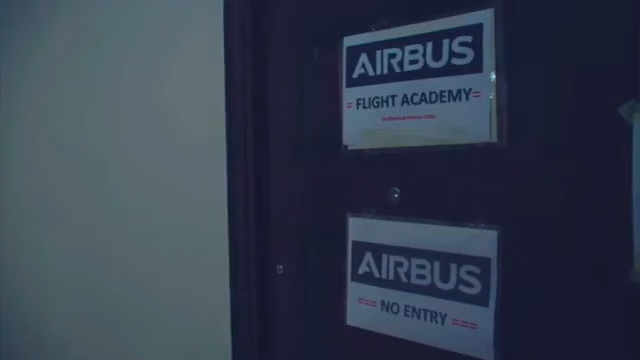 AIRBUS
= FLIGHT ACADEMY=
AIRBUS
=== NO ENTRY ===